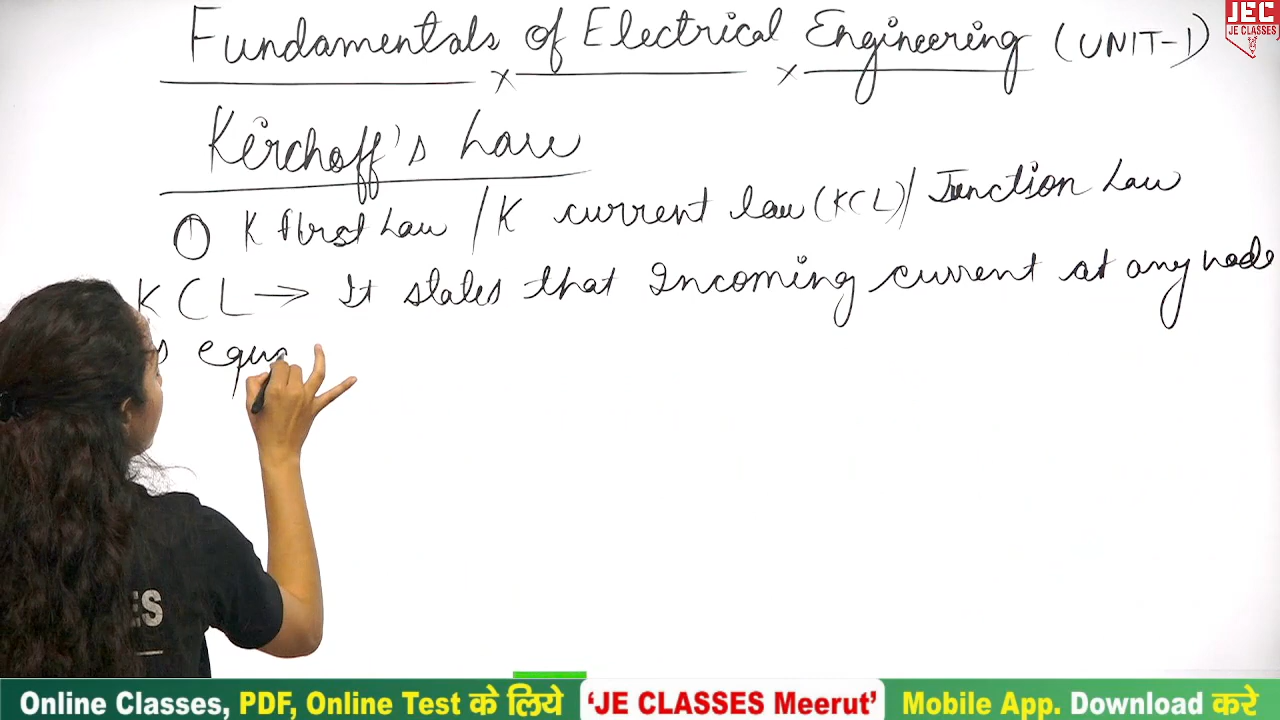 Fundamentals of Electrical Engineering (UNIT-1)
JEC
JE CLASSES
Kirchoff's Law
① K first Law / K current law (KCL) / Junction Law
KCL → It states that Incoming current at any node
equa
ES
Online Classes, PDF, Online Test के लिये 'JE CLASSES Meerut' Mobile App. Download करे